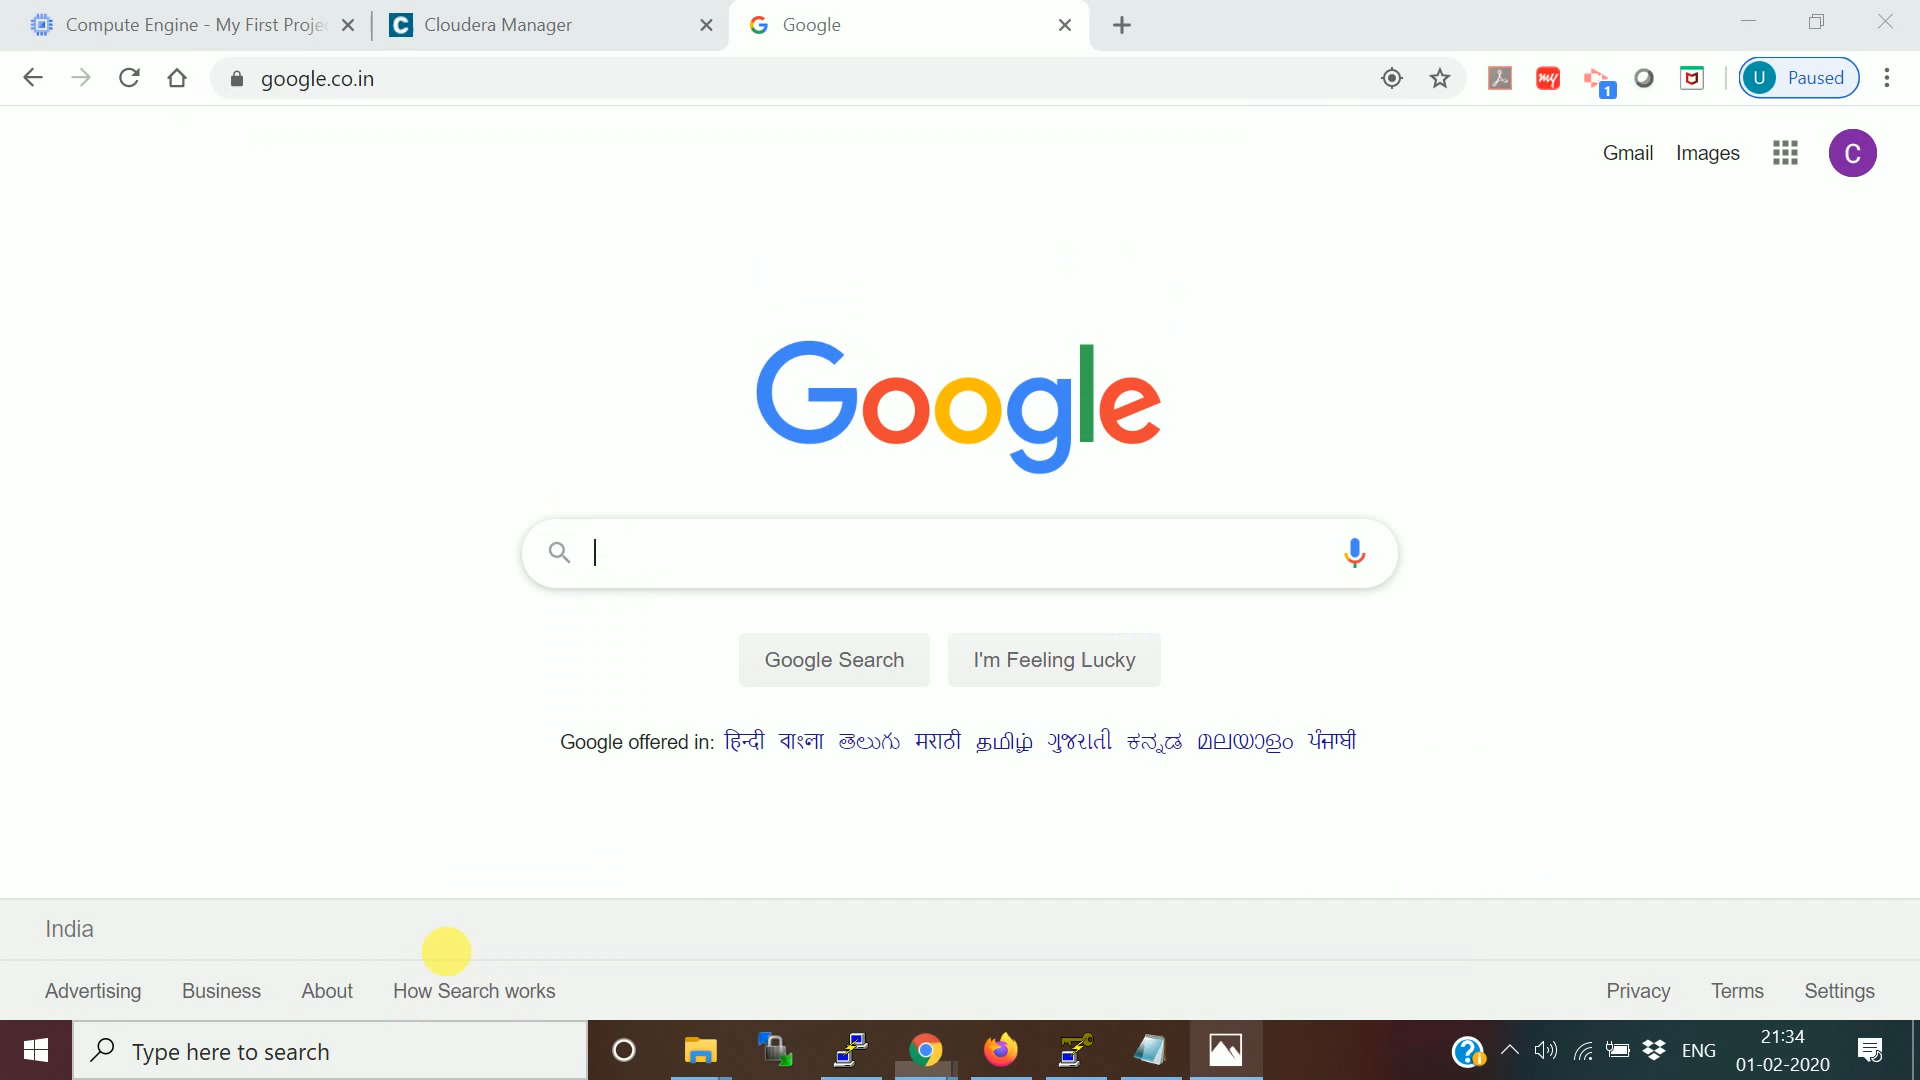 Compute Engine - My First Proje
Cloudera Manager
Google
google.co.in
1
U Paused
Gmail Images
C
Google
Google Search
I'm Feeling Lucky
Google offered in: हिन्दी বাংলা తెలుగు मराठी தமிழ் ગુજરાતી ಕನ್ನಡ മലയാളം ਪੰਜਾਬੀ
India
Advertising Business About How Search works
Privacy Terms Settings
Type here to search
ENG
21:34
01-02-2020